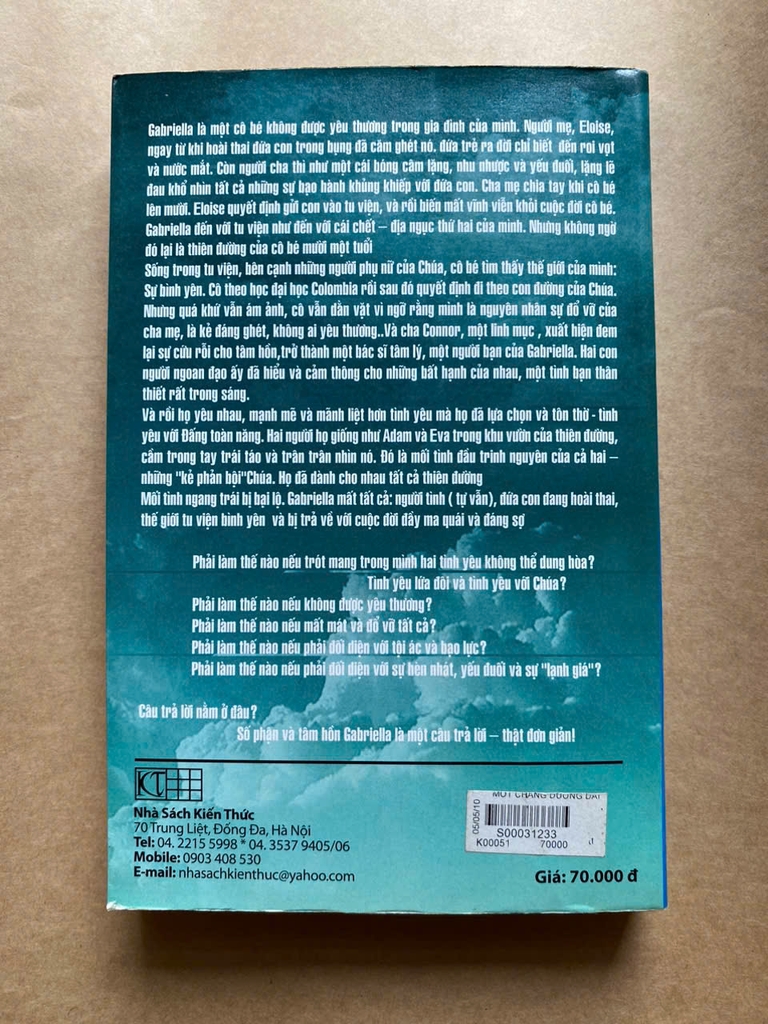 Gabriella là một cô bé không được yêu thương trong gia đình của mình. Người mẹ, Eloise,
ngay từ khi hoài thai đứa con trong bụng đã căm ghét nó. đứa trẻ ra đời chỉ biết đến roi vọt
và nước mắt. Còn người cha thì như một cái bóng câm lặng, nhu nhược và yếu đuối, lặng lẽ
đau khổ nhìn tất cả những sự bạo hành khủng khiếp với đứa con. Cha mẹ chia tay khi cô bé
lên mười. Eloise quyết định gửi con vào tu viện, và rồi biến mất vĩnh viễn khỏi cuộc đời cô bé.
Gabriella đến với tu viện như đến với cái chết – địa ngục thứ hai của mình. Nhưng không ngờ
đó lại là thiên đường của cô bé mười một tuổi
Sống trong tu viện, bên cạnh những người phụ nữ của Chúa, cô bé tìm thấy thế giới của mình:
Sự bình yên. Cô theo học đại học Colombia rồi sau đó quyết định đi theo con đường của Chúa.
Nhưng quá khứ vẫn ám ảnh, cô vẫn dằn vặt vì ngỡ rằng mình là nguyên nhân sự đổ vỡ của
cha mẹ, là kẻ đáng ghét, không ai yêu thương..Và cha Connor, một linh mục , xuất hiện đem
lại sự cứu rỗi cho tâm hồn,trở thành một bác sĩ tâm lý, một người bạn của Gabriella. Hai con
người ngoan đạo ấy đã hiểu và cảm thông cho những bất hạnh của nhau, một tình bạn thân
thiết rất trong sáng.
Và rồi họ yêu nhau, mạnh mẽ và mãnh liệt hơn tình yêu mà họ đã lựa chọn và tôn thờ - tình
yêu với Đấng toàn năng. Hai người họ giống như Adam và Eva trong khu vườn của thiên đường,
cầm trong tay trái táo và trân trân nhìn nó. Đó là mối tình đầu trinh nguyên của cả hai –
những "kẻ phản bội"Chúa. Họ đã dành cho nhau tất cả thiên đường
Mối tình ngang trái bị bại lộ. Gabriella mất tất cả: người tình ( tự vẫn), đứa con đang hoài thai,
thế giới tu viện bình yên và bị trả về với cuộc đời đầy ma quái và đáng sợ
Phải làm thế nào nếu trót mang trong mình hai tình yêu không thể dung hòa?
Tình yêu lứa đôi và tình yêu với Chúa?
Phải làm thế nào nếu không được yêu thương?
Phải làm thế nào nếu mất mát và đổ vỡ tất cả?
Phải làm thế nào nếu phải đối diện với tội ác và bạo lực?
Phải làm thế nào nếu phải đối diện với sự hèn nhát, yếu đuối và sự "lạnh giá"?
Câu trả lời nằm ở đâu?
Số phận và tâm hồn Gabriella là một câu trả lời – thật đơn giản!
KT
Nhà Sách Kiến Thức
70 Trung Liệt, Đống Đa, Hà Nội
Tel: 04. 2215 5998 * 04. 3537 9405/06
Mobile: 0903 408 530
E-mail: nhasachkienthuc@yahoo.com
MOT CHANG DUONG DAI
05/05/10
S00031233
K00051 70000
Giá: 70.000 đ